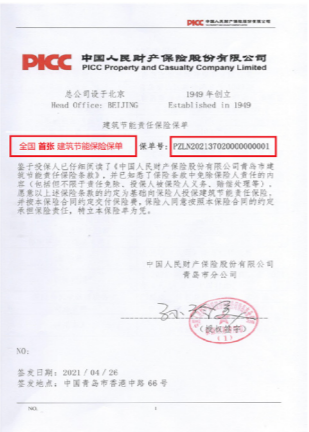 PICC 中国人民财产保险股份有限公司
PICC 中国人民财产保险股份有限公司
PICC Property and Casualty Company Limited
总公司设于北京 1949年创立
Head Office: BEIJING Established in 1949
建筑节能责任保险保单
全国 首张 建筑节能保险保单 保单号: PZLN202137020000000001
鉴于投保人已仔细阅读了《中国人民财产保险股份有限公司青岛市建
筑节能责任保险条款》，并已知悉了保险条款中免除保险人责任的内
容（包括但不限于责任免除、投保人被保险人义务、赔偿处理等），
愿意以上述保险条款的约定为基础向保险人投保建筑节能责任保险，
并按本保险合同约定交付保险费，保险人同意按照本保险合同的约定
承担保险责任，特立本保单为凭。
中国人民财产保险股份有限公司
青岛市分公司
(授权签字)
NO:
签发日期：2021/04/26
签发地点：中国青岛市香港中路66号
1